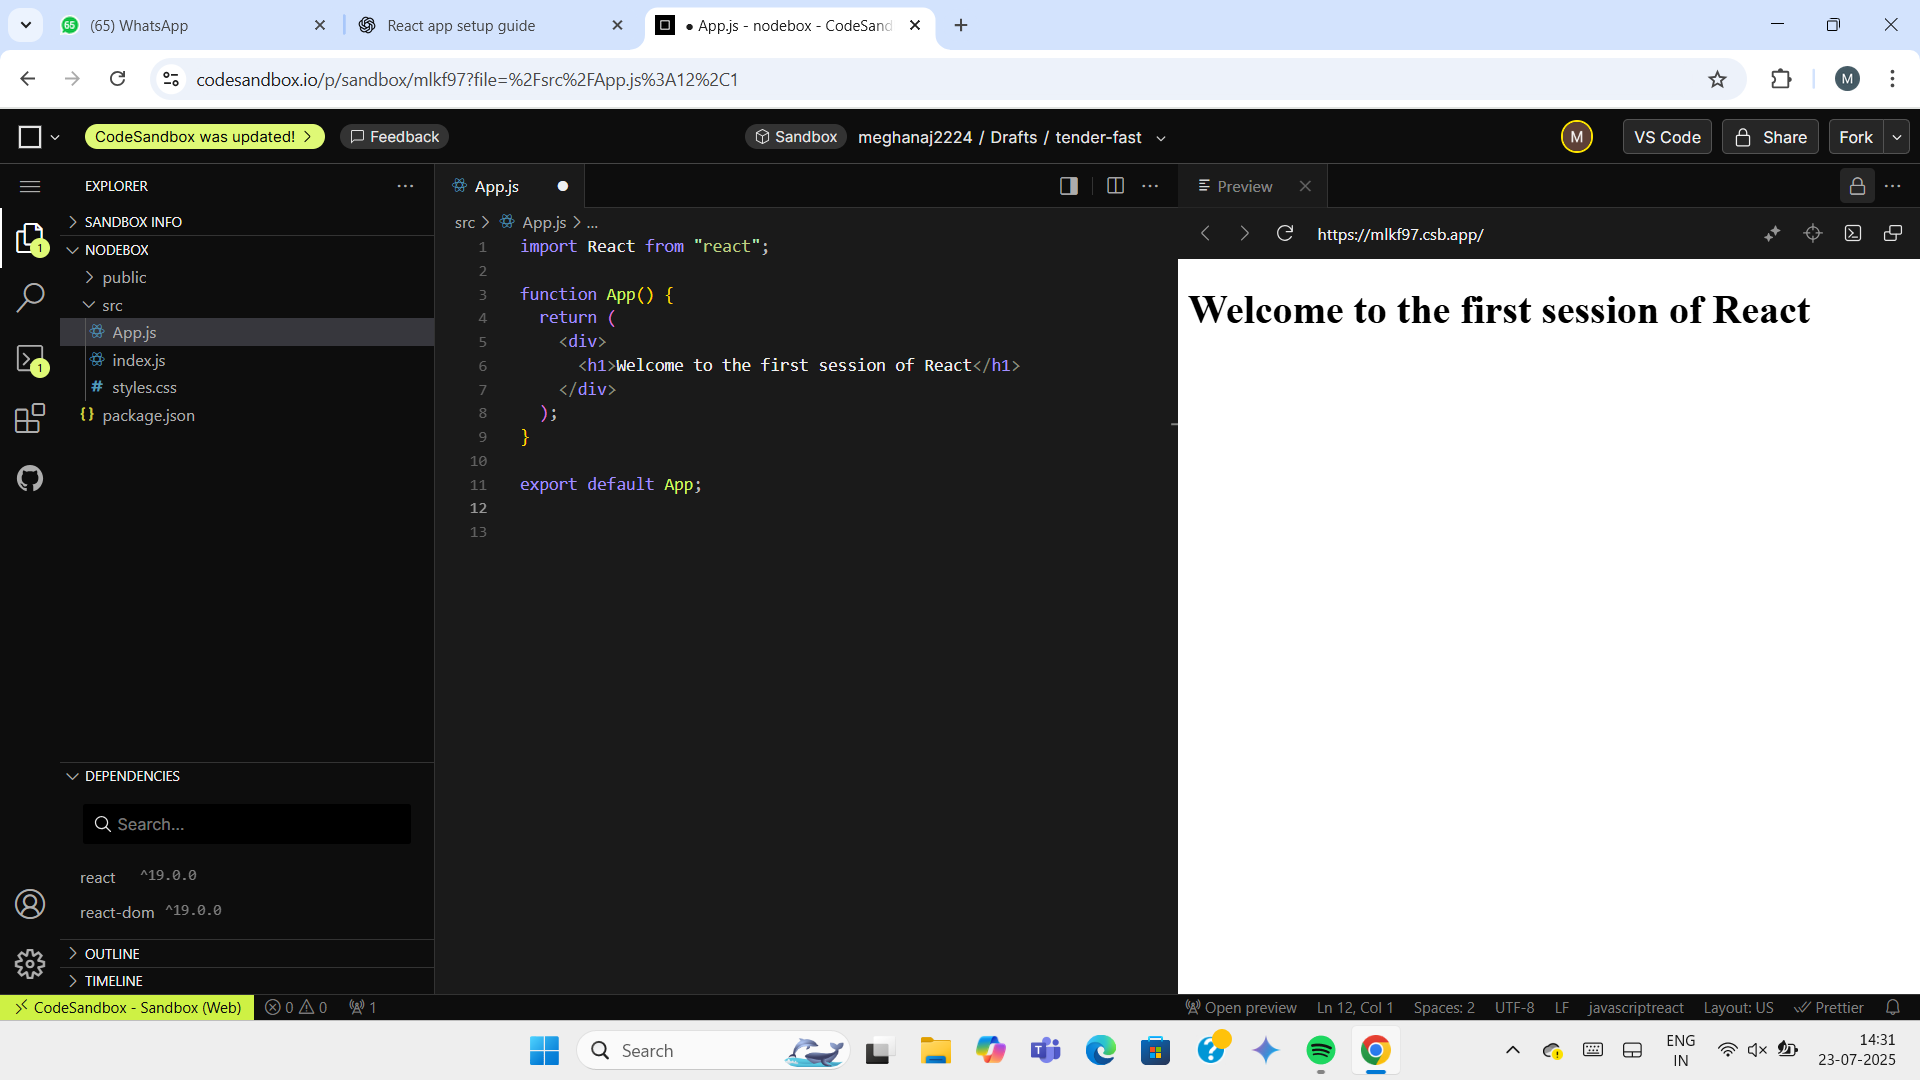 65 (65) WhatsApp
React app setup guide
● App.js - nodebox - CodeSand
codesandbox.io/p/sandbox/mlkf97?file=%2Fsrc%2FApp.js%3A12%2C1
M
CodeSandbox was updated!
Feedback
Sandbox
meghanaj2224 / Drafts / tender-fast
M
VS Code
Share
Fork
EXPLORER
SANDBOX INFO
NODEBOX
public
src
App.js
index.js
# styles.css
{} package.json
1
1
DEPENDENCIES
Search...
react ^19.0.0
react-dom ^19.0.0
OUTLINE
TIMELINE
App.js
src > App.js > ...
1 import React from "react";
2
3 function App() {
4 return (
5 <div>
6 <h1>Welcome to the first session of React</h1>
7 </div>
8 );
9 }
10
11 export default App;
12
13
Preview
https://mlkf97.csb.app/
Welcome to the first session of React
CodeSandbox - Sandbox (Web)
0 0
1
Open preview
Ln 12, Col 1
Spaces: 2
UTF-8
LF
javascriptreact
Layout: US
Prettier
Search
ENG
IN
14:31
23-07-2025